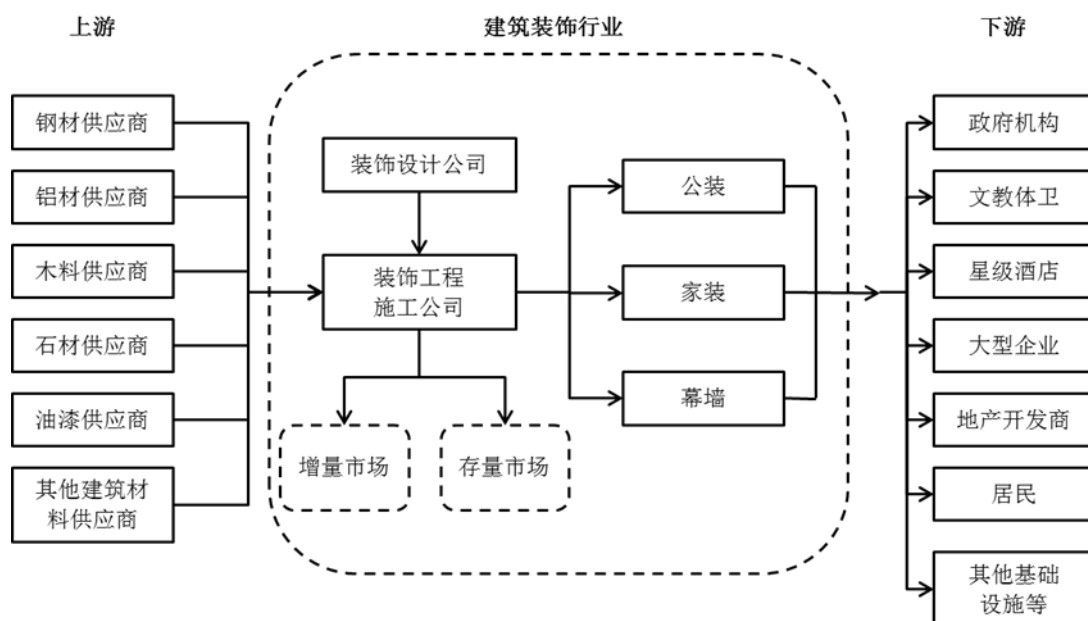 上游
建筑装饰行业
下游
钢材供应商
铝材供应商
木料供应商
石材供应商
油漆供应商
其他建筑材
料供应商
装饰设计公司
装饰工程
施工公司
增量市场
存量市场
公装
家装
幕墙
政府机构
文教体卫
星级酒店
大型企业
地产开发商
居民
其他基础
设施等